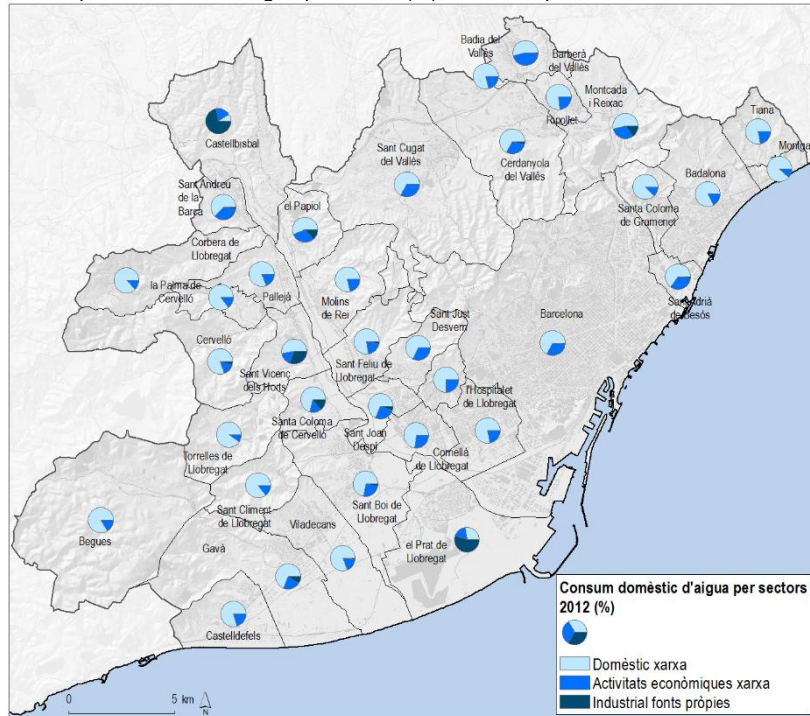 Badia del
Vallès
Barberà
del Vallès
Montcada
i Reixac
Ripollet
Tiana
Castellbisbal
Sant Cugat
del Vallès
Cerdanyola
del Vallès
Montgat
Badalona
Sant Andreu
de la
Barca
el Papiol
Santa Coloma
de Gramenet
Corbera de
Llobregat
la Palma de
Cervelló
Pallejà
Molins
de Rei
Sant Just
Desvern
Barcelona
Sant Adrià
de Besòs
Cervelló
Sant Vicenç
dels Horts
Sant Feliu de
Llobregat
l'Hospitalet
de Llobregat
Santa Coloma
de Cervelló
Sant Joan
Despí
Cornellà
de Llobregat
Torrelles de
Llobregat
Sant Climent
de Llobregat
Sant Boi de
Llobregat
Begues
Viladecans
Gavà
el Prat de
Llobregat
Castelldefels
Consum domèstic d'aigua per sectors
2012 (%)
Domèstic xarxa
Activitats econòmiques xarxa
Industrial fonts pròpies
0 5 km
N